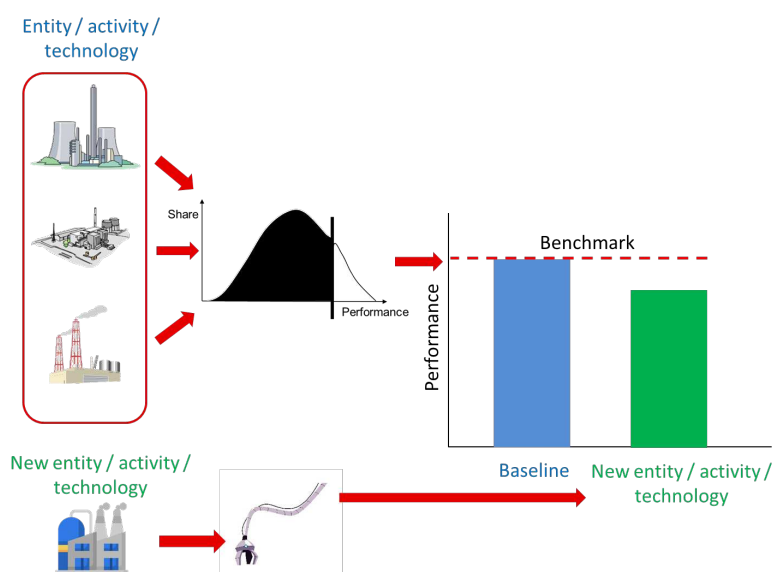 Entity / activity /
technology
Share
Performance
Benchmark
Performance
Baseline
New entity / activity /
technology
New entity / activity /
technology